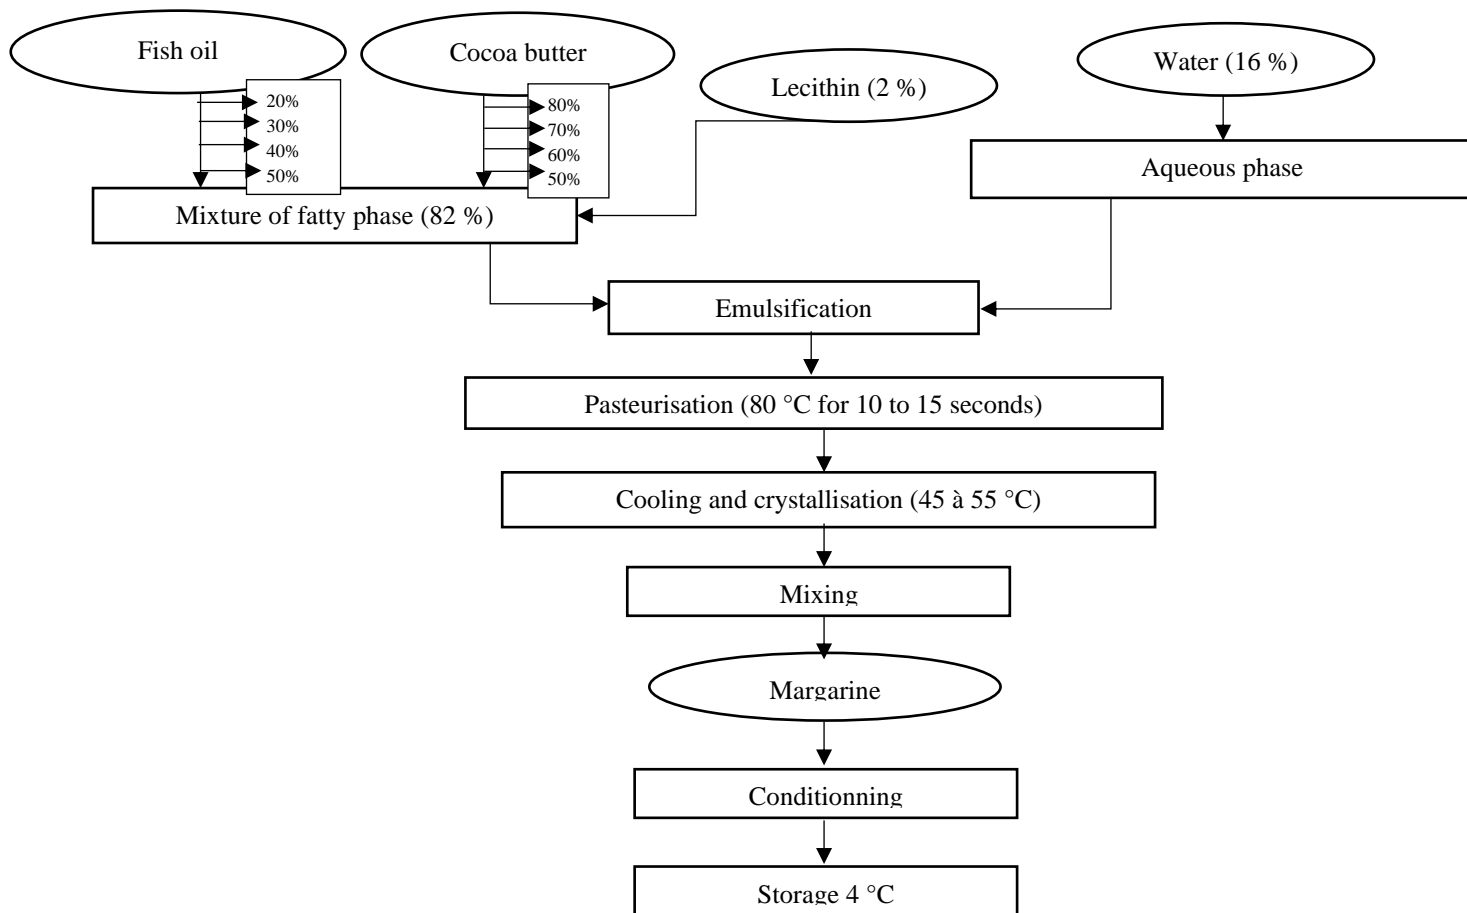 Fish oil
Cocoa butter
Lecithin (2 %)
Water (16 %)
20%
30%
40%
50%
80%
70%
60%
50%
Mixture of fatty phase (82 %)
Aqueous phase
Emulsification
Pasteurisation (80 °C for 10 to 15 seconds)
Cooling and crystallisation (45 à 55 °C)
Mixing
Margarine
Conditionning
Storage 4 °C